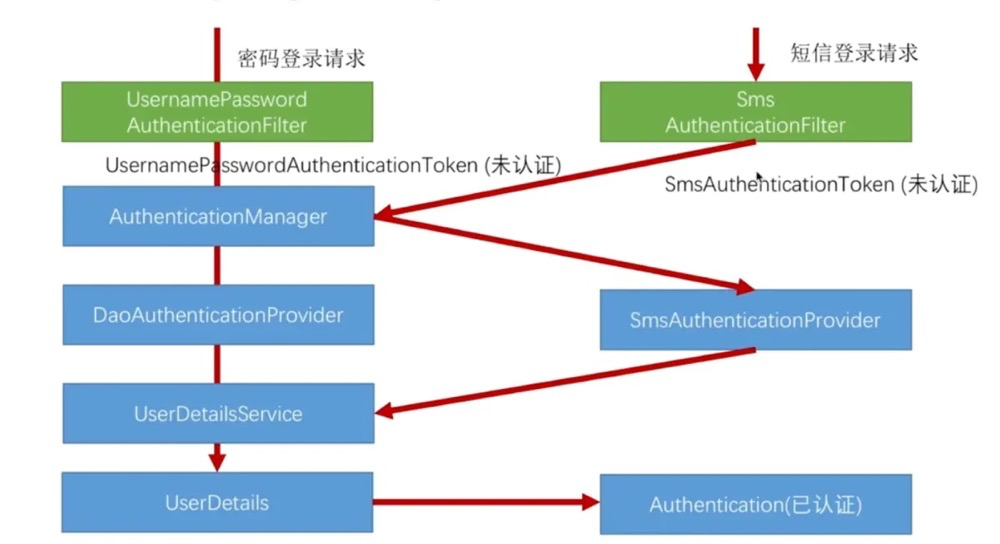 密码登录请求
短信登录请求
UsernamePassword
AuthenticationFilter
Sms
AuthenticationFilter
UsernamePasswordAuthenticationToken (未认证)
SmsAuthenticationToken (未认证)
AuthenticationManager
DaoAuthenticationProvider
SmsAuthenticationProvider
UserDetailsService
UserDetails
Authentication(已认证)